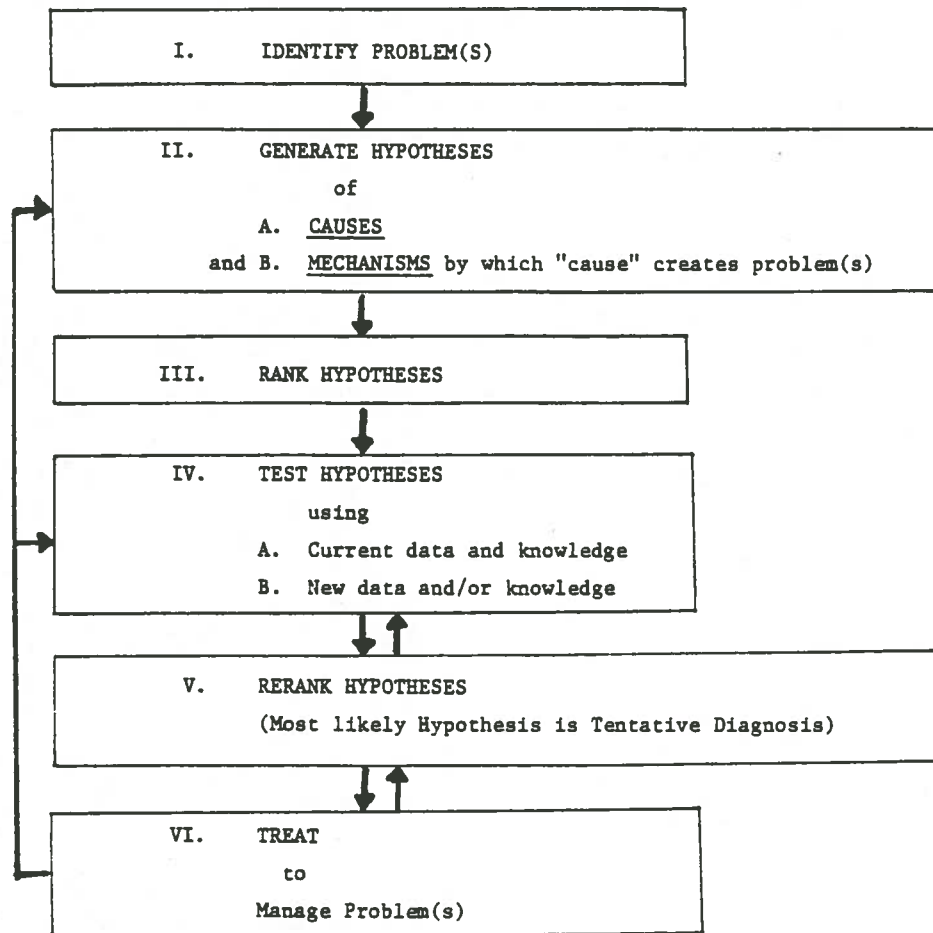 I. IDENTIFY PROBLEM(S)
II. GENERATE HYPOTHESES
of
A. CAUSES
and B. MECHANISMS by which "cause" creates problem(s)
III. RANK HYPOTHESES
IV. TEST HYPOTHESES
using
A. Current data and knowledge
B. New data and/or knowledge
V. RERANK HYPOTHESES
(Most likely Hypothesis is Tentative Diagnosis)
VI. TREAT
to
Manage Problem(s)